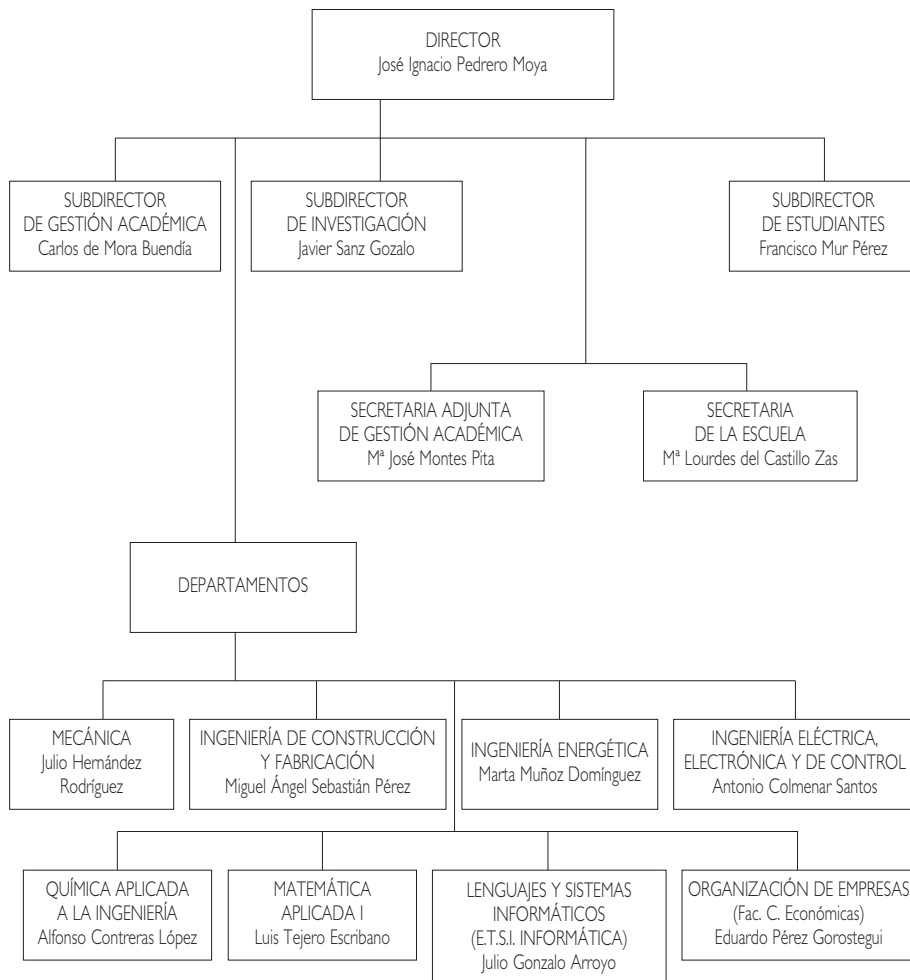 DIRECTOR
José Ignacio Pedrero Moya
SUBDIRECTOR
DE GESTIÓN ACADÉMICA
Carlos de Mora Buendía
SUBDIRECTOR
DE INVESTIGACIÓN
Javier Sanz Gozalo
SUBDIRECTOR
DE ESTUDIANTES
Francisco Mur Pérez
SECRETARIA ADJUNTA
DE GESTIÓN ACADÉMICA
Mª José Montes Pita
SECRETARIA
DE LA ESCUELA
Mª Lourdes del Castillo Zas
DEPARTAMENTOS
MECÁNICA
Julio Hernández
Rodríguez
INGENIERÍA DE CONSTRUCCIÓN
Y FABRICACIÓN
Miguel Ángel Sebastián Pérez
INGENIERÍA ENERGÉTICA
Marta Muñoz Domínguez
INGENIERÍA ELÉCTRICA,
ELECTRÓNICA Y DE CONTROL
Antonio Colmenar Santos
QUÍMICA APLICADA
A LA INGENIERÍA
Alfonso Contreras López
MATEMÁTICA
APLICADA I
Luis Tejero Escribano
LENGUAJES Y SISTEMAS
INFORMÁTICOS
(E.T.S.I. INFORMÁTICA)
Julio Gonzalo Arroyo
ORGANIZACIÓN DE EMPRESAS
(Fac. C. Económicas)
Eduardo Pérez Gorostegui